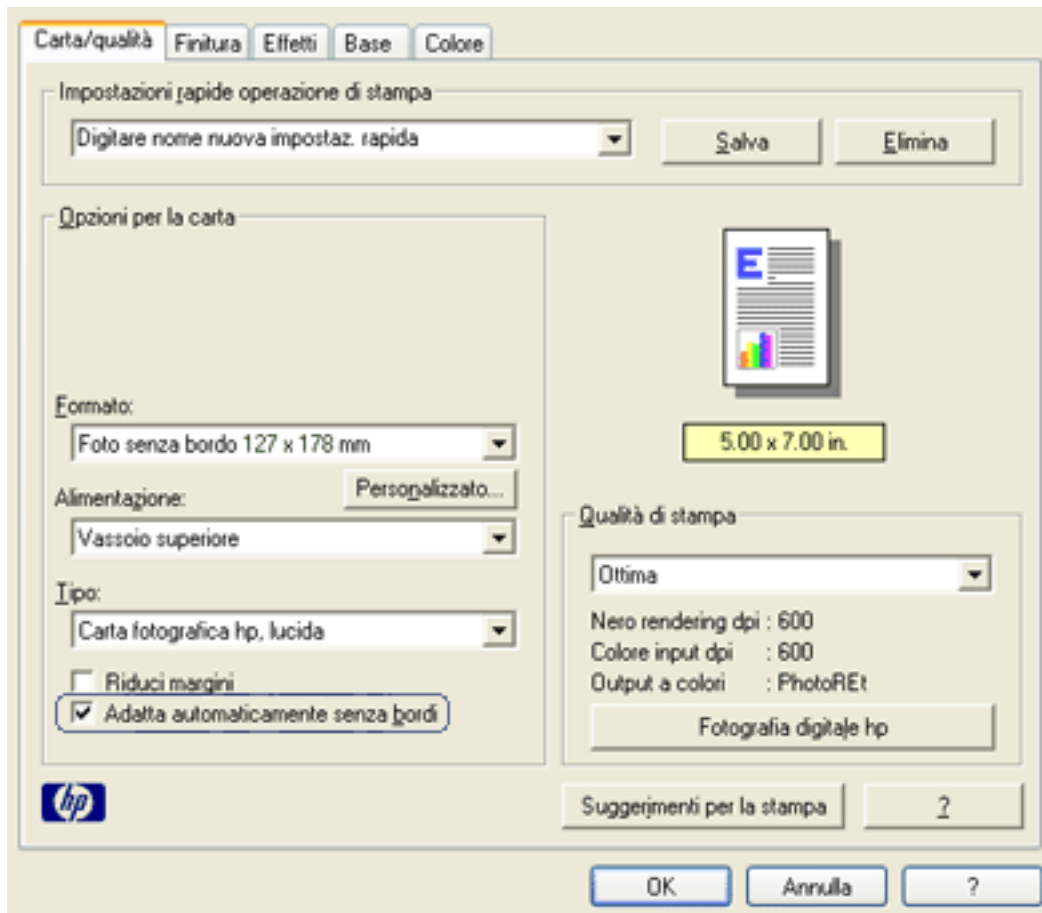 Carta/qualità Finitura Effetti Base Colore
Impostazioni rapide operazione di stampa
Digitare nome nuova impostaz. rapida
Salva Elimina
Opzioni per la carta
E
Formato:
Foto senza bordo 127 x 178 mm
5.00 x 7.00 in.
Personalizzato...
Alimentazione:
Vassoio superiore
Tipo:
Carta fotografica hp, lucida
Riduci margini
Adatta automaticamente senza bordi
Qualità di stampa
Ottima
Nero rendering dpi : 600
Colore input dpi : 600
Output a colori : PhotoREt
Fotografia digitale hp
hp
Suggerimenti per la stampa ?
OK Annulla ?